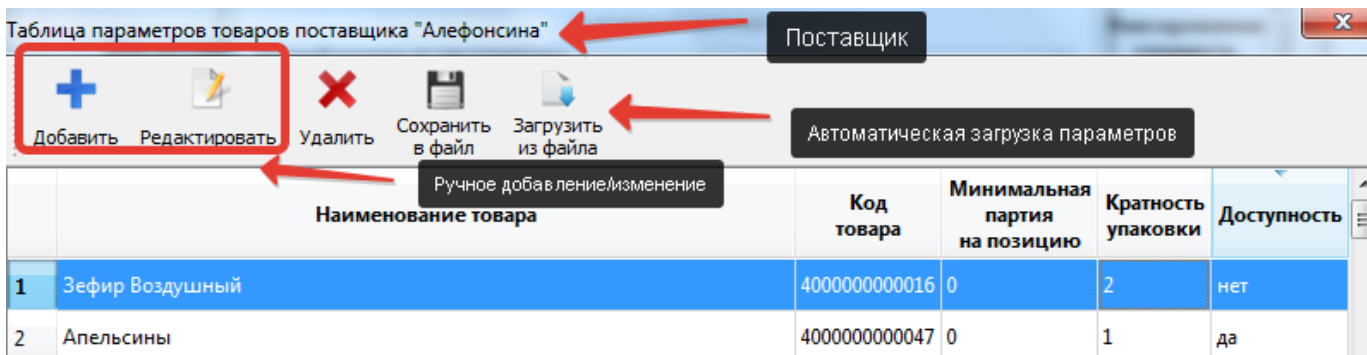 Таблица параметров товаров поставщика "Алефонсина"
Поставщик
Добавить
Редактировать
Удалить
Сохранить
в файл
Загрузить
из файла
Автоматическая загрузка параметров
Ручное добавление/изменение
Наименование товара
Код
товара
Минимальная
партия
на позицию
Кратность
упаковки
Доступность
1 Зефир Воздушный 4000000000016 0 2 нет
2 Апельсины 4000000000047 0 1 да